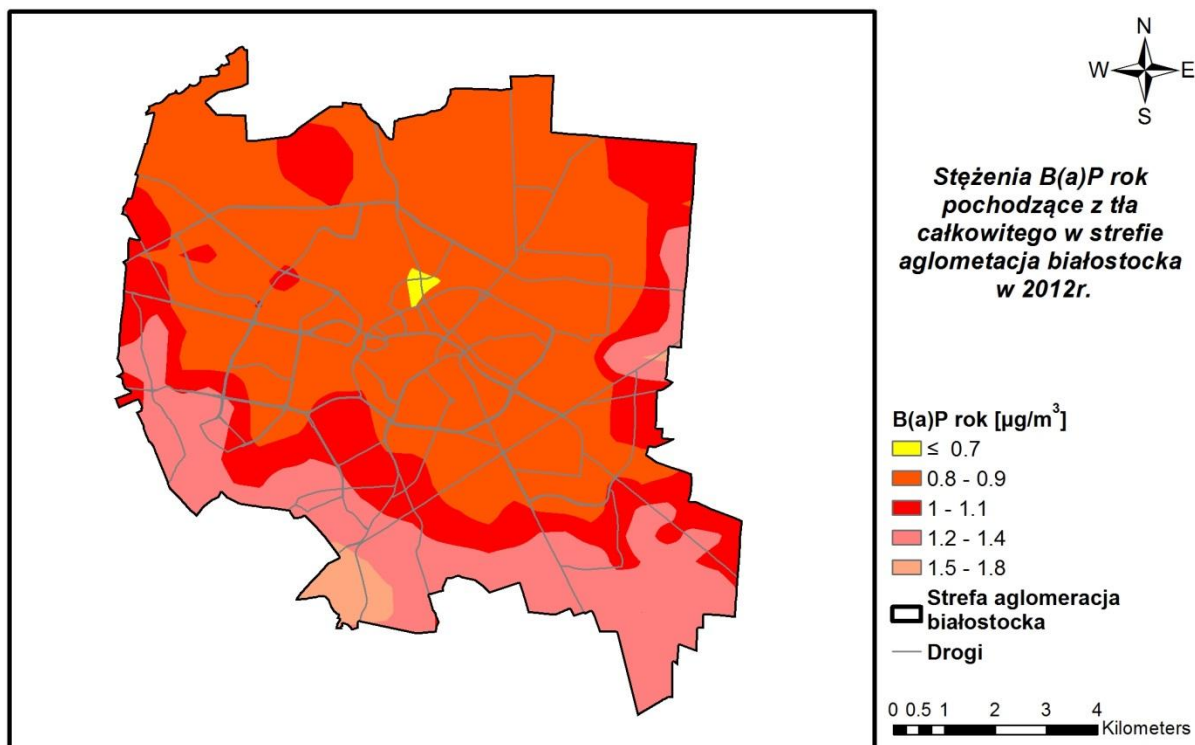 N
W E
S
Stężenia B(a)P rok
pochodzące z tła
całkowitego w strefie
aglometacja białostocka
w 2012r.
B(a)P rok [µg/m³]
≤ 0.7
0.8 - 0.9
1 - 1.1
1.2 - 1.4
1.5 - 1.8
Strefa aglomeracja
białostocka
Drogi
0 0.5 1 2 3 4
Kilometers